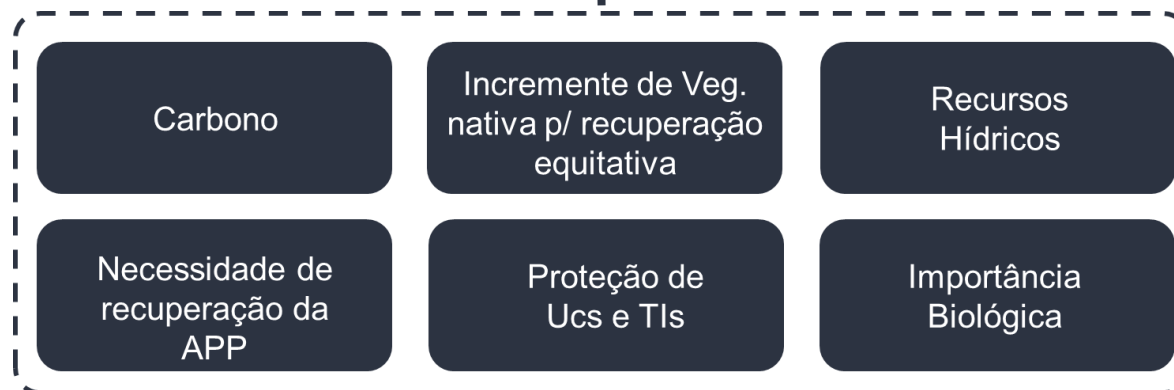 Carbono
Incremente de Veg.
nativa p/ recuperação
equitativa
Recursos
Hídricos
Necessidade de
recuperação da
APP
Proteção de
Ucs e TIs
Importância
Biológica